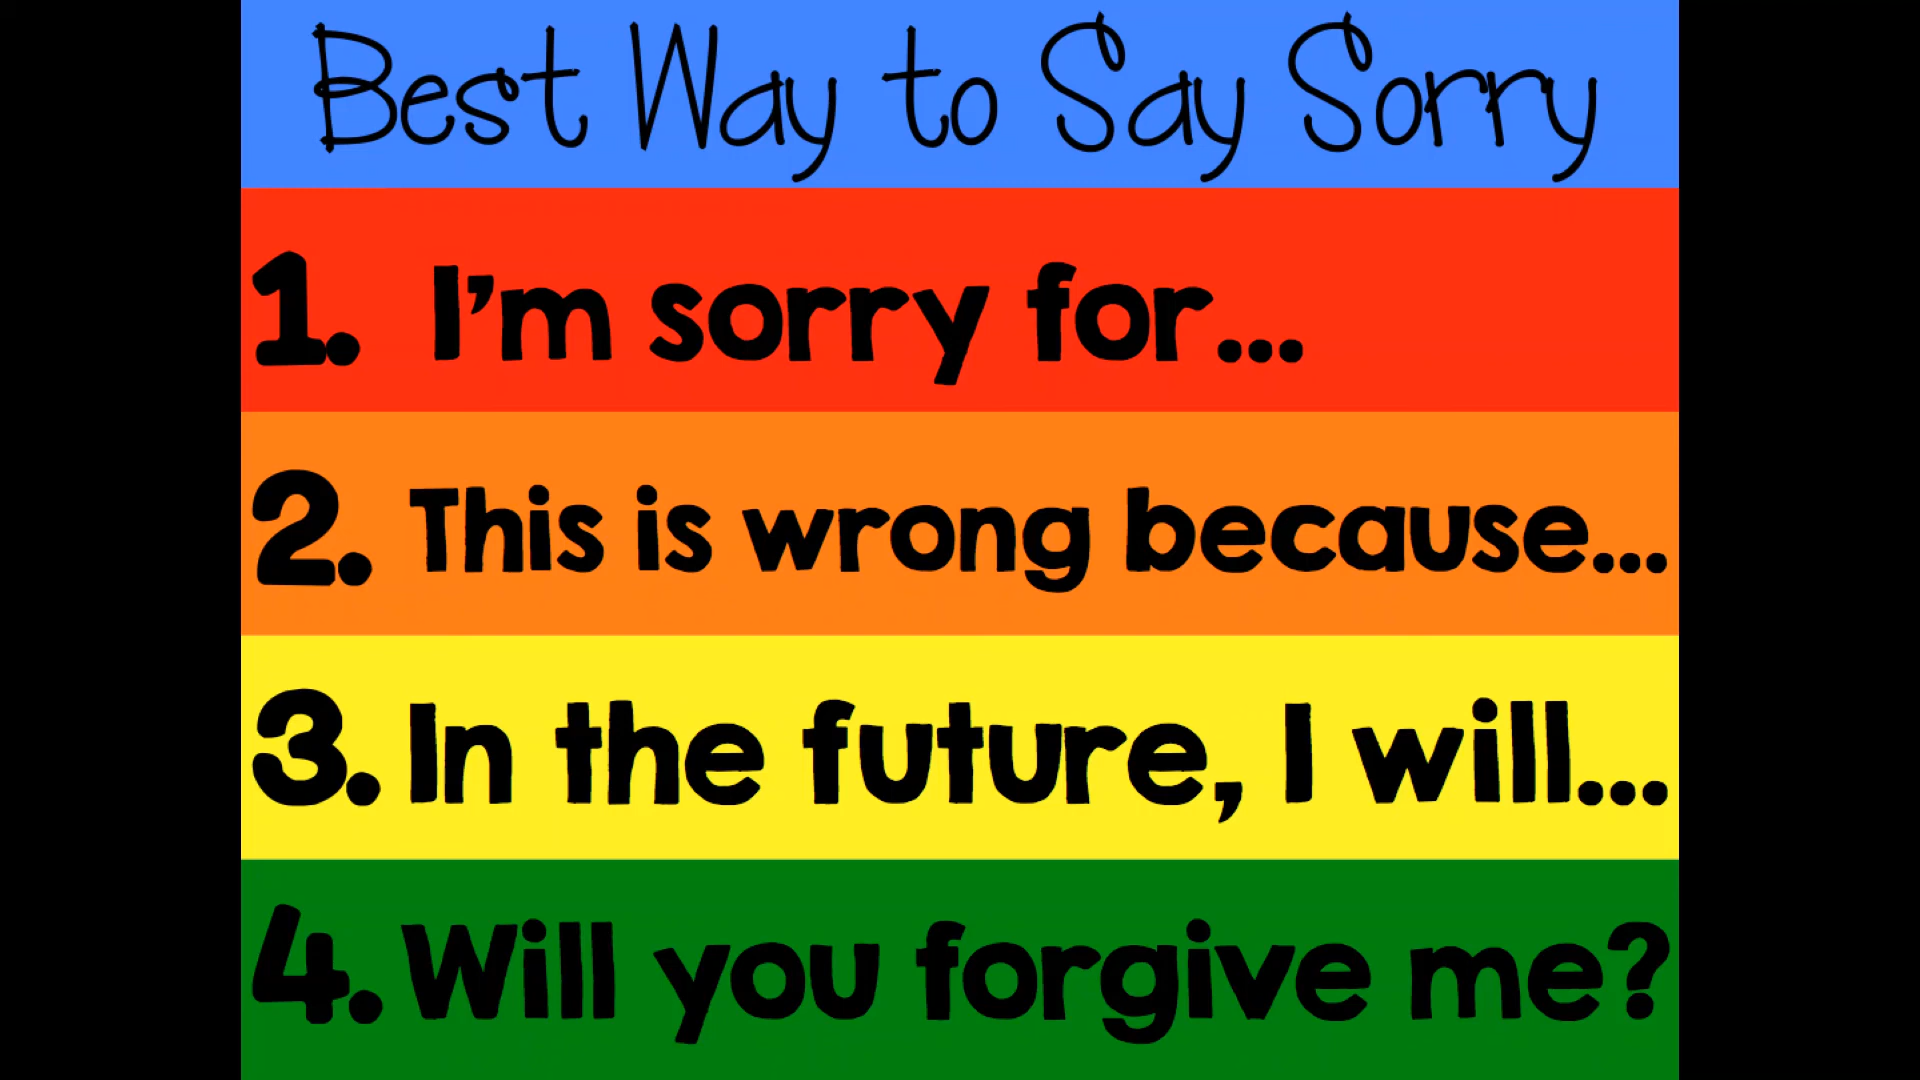 Best Way to Say Sorry
1. I'm sorry for...
2. This is wrong because...
3. In the future, I will...
4. Will you forgive me?